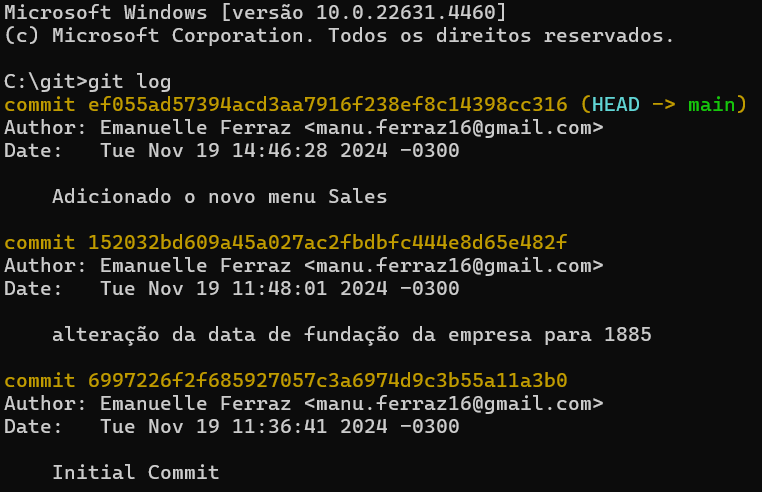 Microsoft Windows [versão 10.0.22631.4460]
(c) Microsoft Corporation. Todos os direitos reservados.
C:\git>git log
commit ef055ad57394acd3aa7916f238ef8c14398cc316 (HEAD -> main)
Author: Emanuelle Ferraz <manu.ferraz16@gmail.com>
Date:   Tue Nov 19 14:46:28 2024 -0300
Adicionado o novo menu Sales
commit 152032bd609a45a027ac2fbdbfc444e8d65e482f
Author: Emanuelle Ferraz <manu.ferraz16@gmail.com>
Date:   Tue Nov 19 11:48:01 2024 -0300
alteração da data de fundação da empresa para 1885
commit 6997226f2f685927057c3a6974d9c3b55a11a3b0
Author: Emanuelle Ferraz <manu.ferraz16@gmail.com>
Date:   Tue Nov 19 11:36:41 2024 -0300
Initial Commit